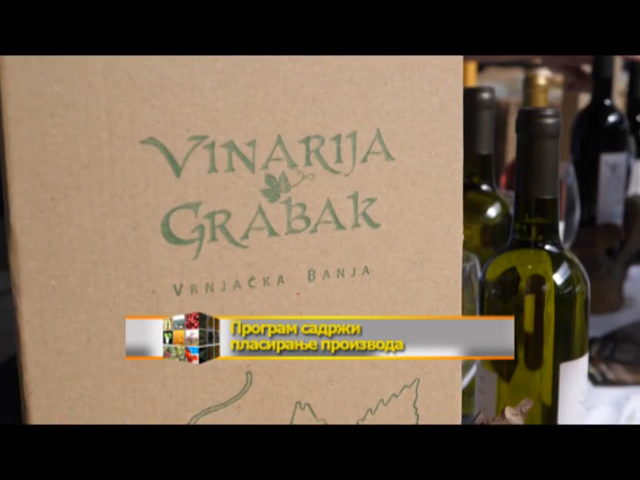 VINARIJA
GRABAK
VRNJAČKA BANJA
Програм садржи
пласирање производа